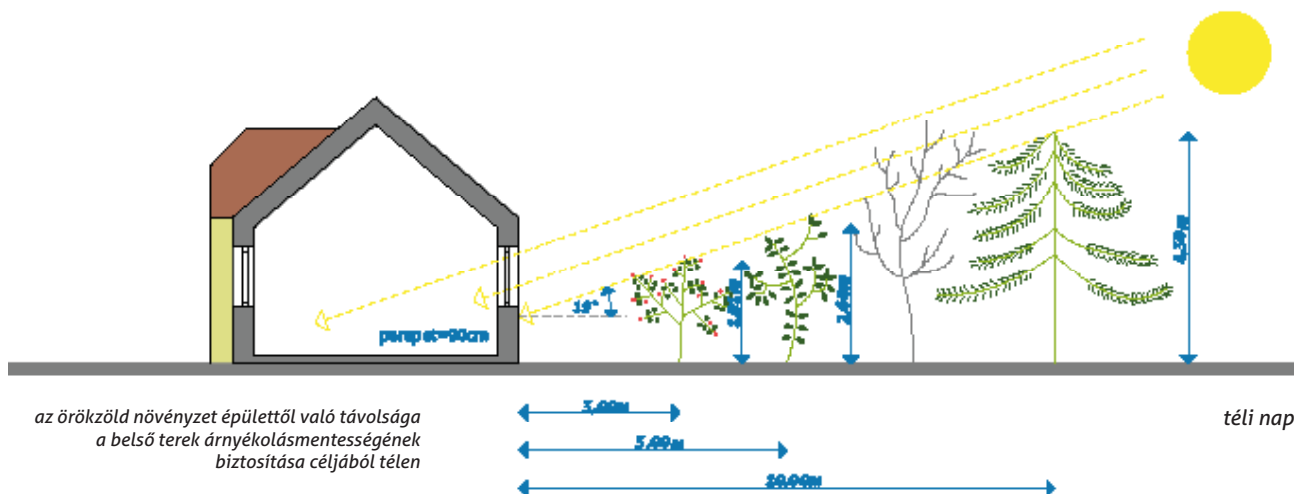 parapet=90cm
3,00m
5,00m
10,00m
az örökzöld növényzet épülettől való távolsága
a belső terek árnyékolásmentességének
biztosítása céljából télen
téli nap